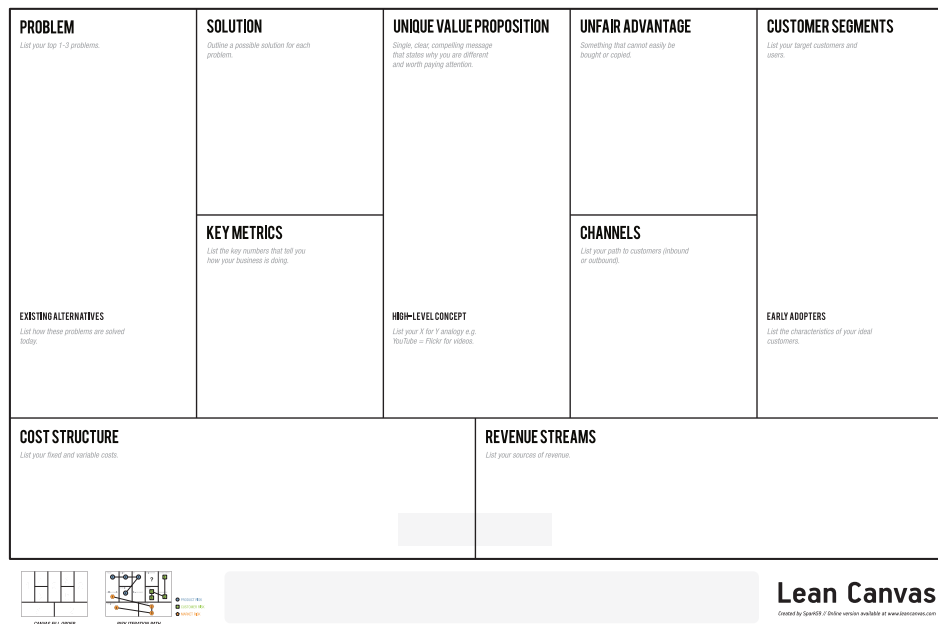 PROBLEM
List your top 1-3 problems.
EXISTING ALTERNATIVES
List how these problems are solved
today.
SOLUTION
Outline a possible solution for each
problem.
KEY METRICS
List the key numbers that tell you
how your business is doing.
UNIQUE VALUE PROPOSITION
Single, clear, compelling message
that states why you are different
and worth paying attention.
HIGH-LEVEL CONCEPT
List your X for Y analogy e.g.
YouTube = Flickr for videos.
UNFAIR ADVANTAGE
Something that cannot easily be
bought or copied.
CHANNELS
List your path to customers (inbound
or outbound).
CUSTOMER SEGMENTS
List your target customers and
users.
EARLY ADOPTERS
List the characteristics of your ideal
customers.
COST STRUCTURE
List your fixed and variable costs.
REVENUE STREAMS
List your sources of revenue.
?
Lean Canvas
Created by Spark59 // Online version available at www.leancanvas.com